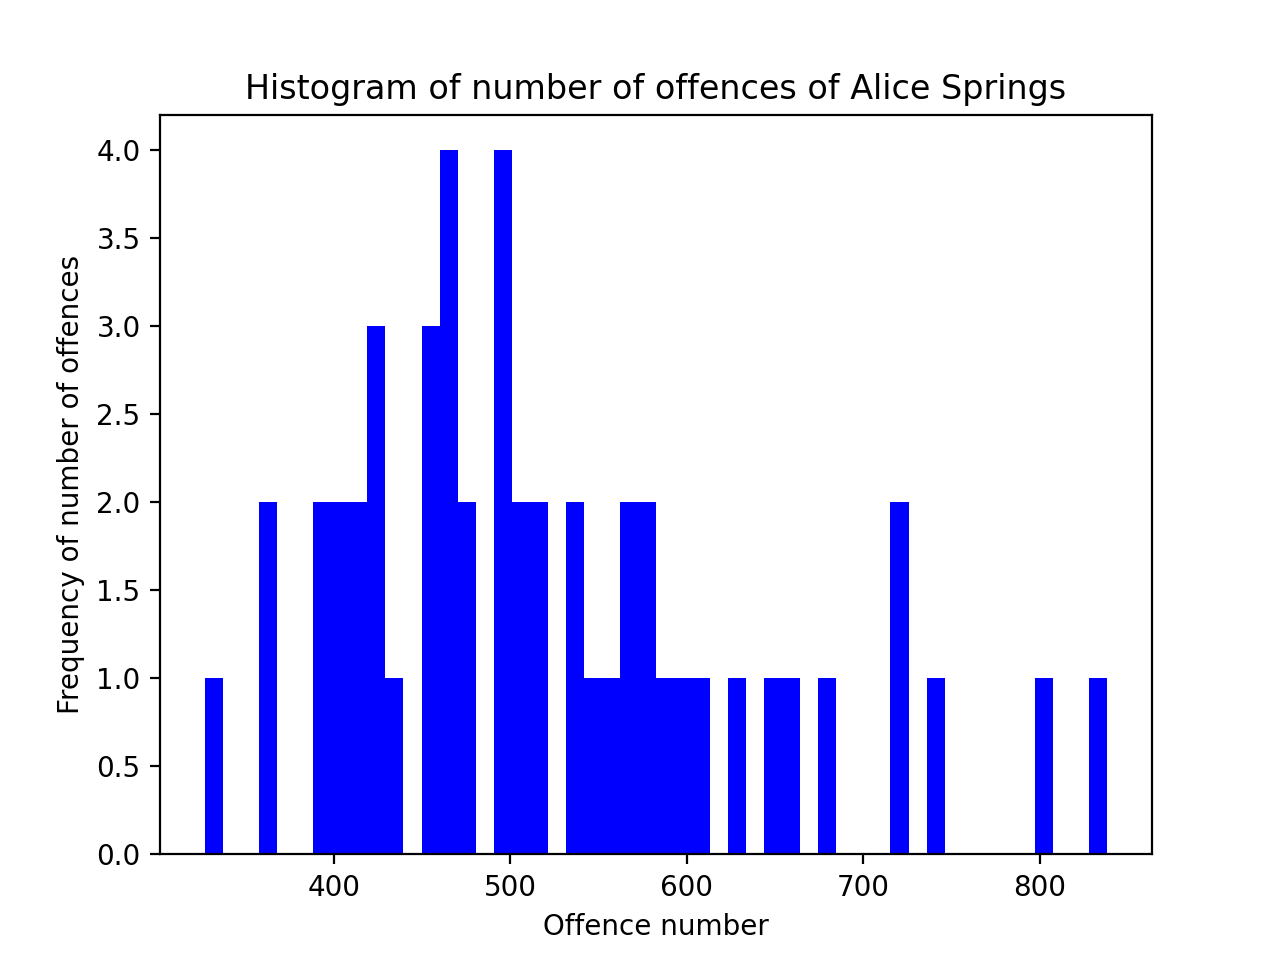 Histogram of number of offences of Alice Springs
4.0
3.5
3.0
2.5
2.0
1.5
1.0
0.5
0.0
Frequency of number of offences
400 500 600 700 800
Offence number